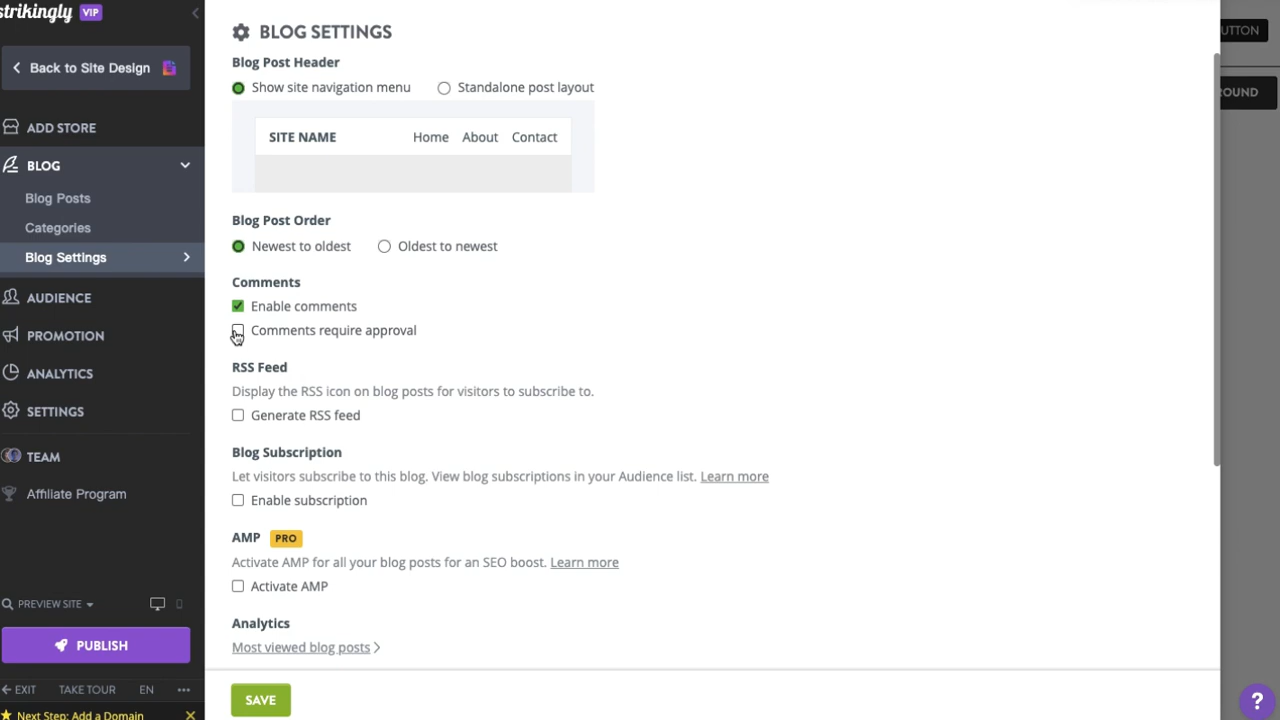 strikingly VIP
Back to Site Design
ADD STORE
BLOG
Blog Posts
Categories
Blog Settings
AUDIENCE
PROMOTION
ANALYTICS
SETTINGS
TEAM
Affiliate Program
PREVIEW SITE
PUBLISH
EXIT TAKE TOUR EN
Next Step: Add a Domain
BLOG SETTINGS
Blog Post Header
Show site navigation menu Standalone post layout
SITE NAME Home About Contact
Blog Post Order
Newest to oldest Oldest to newest
Comments
Enable comments
Comments require approval
RSS Feed
Display the RSS icon on blog posts for visitors to subscribe to.
Generate RSS feed
Blog Subscription
Let visitors subscribe to this blog. View blog subscriptions in your Audience list. Learn more
Enable subscription
AMP PRO
Activate AMP for all your blog posts for an SEO boost. Learn more
Activate AMP
Analytics
Most viewed blog posts
SAVE
UTTON
ROUND
?